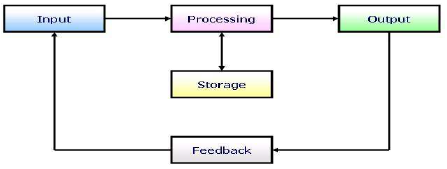 Input
Processing
Output
Storage
Feedback